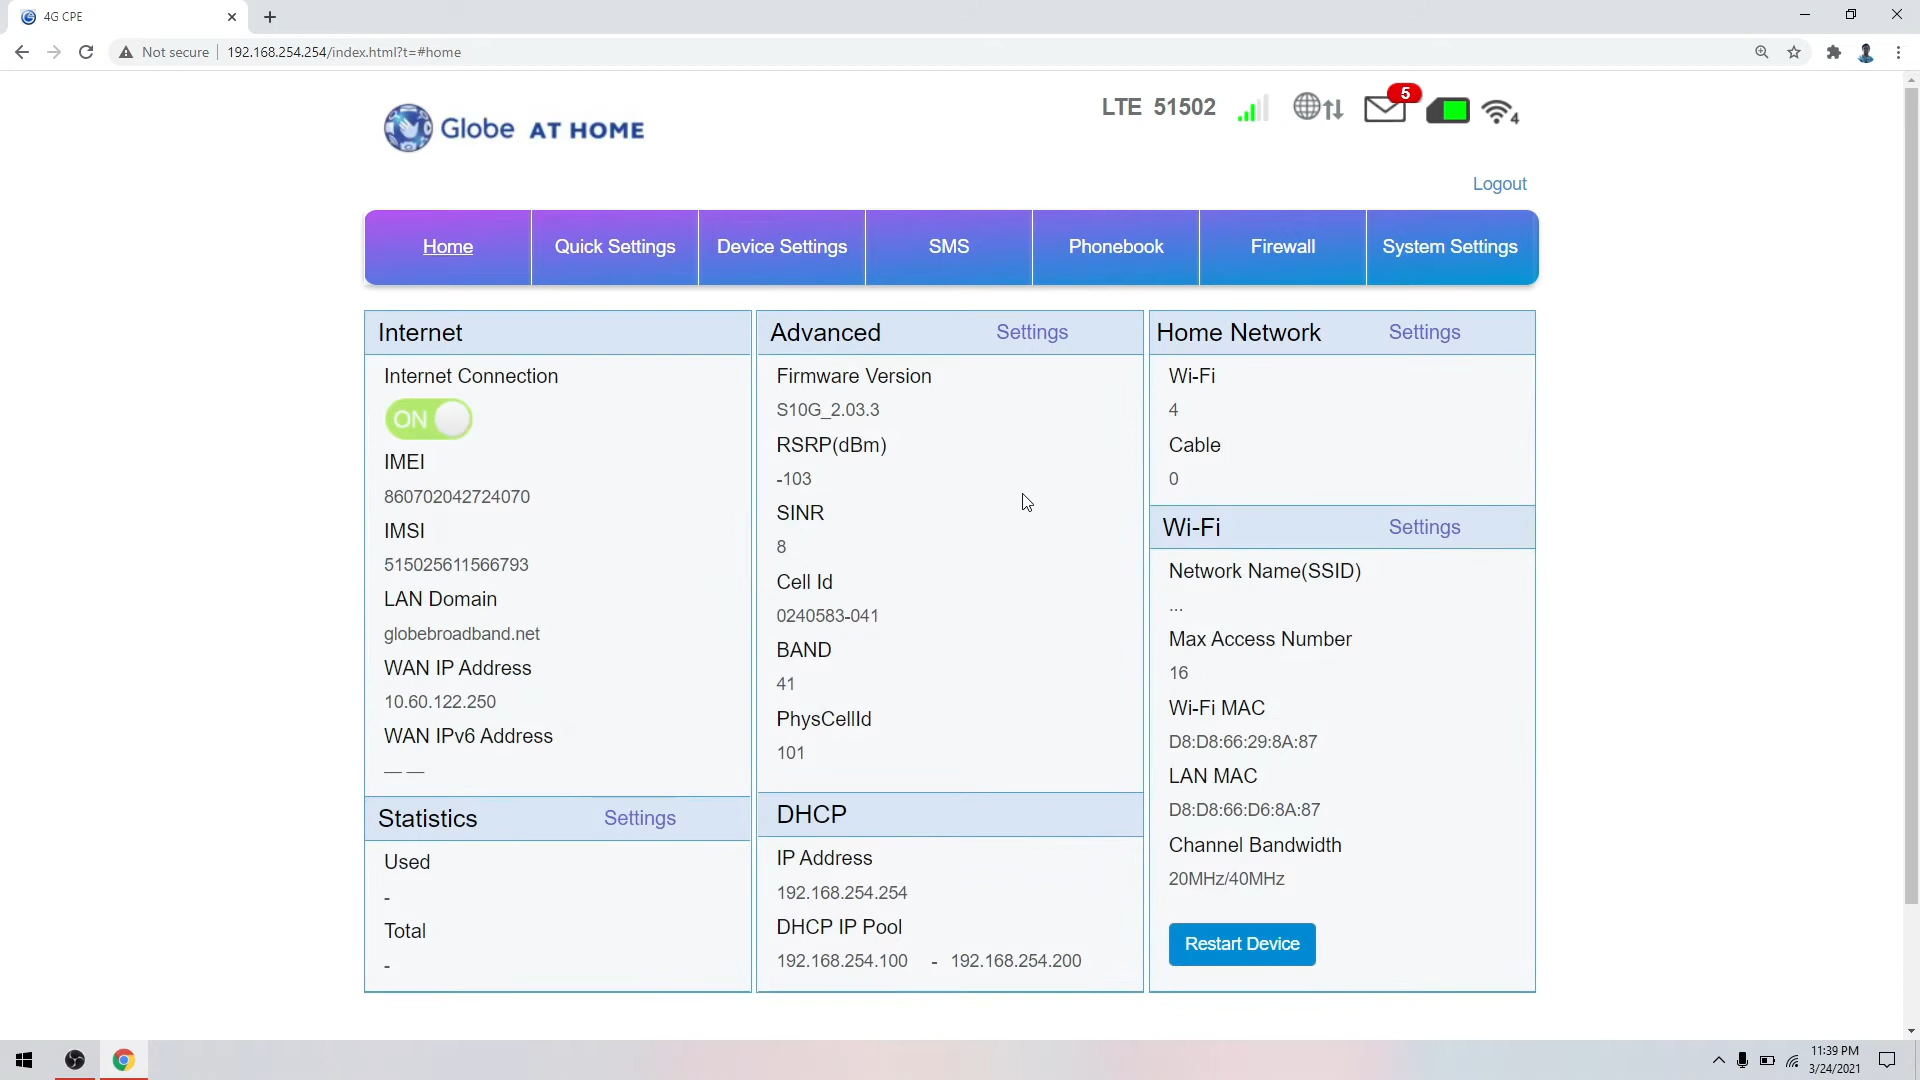 4G CPE
Not secure
192.168.254.254/index.html?t=#home
Globe AT HOME
LTE 51502
5
4
Logout
Home
Quick Settings
Device Settings
SMS
Phonebook
Firewall
System Settings
Internet
Internet Connection
ON
IMEI
860702042724070
IMSI
515025611566793
LAN Domain
globebroadband.net
WAN IP Address
10.60.122.250
WAN IPv6 Address
— —
Statistics Settings
Used
-
Total
-
Advanced Settings
Firmware Version
S10G_2.03.3
RSRP(dBm)
-103
SINR
8
Cell Id
0240583-041
BAND
41
PhysCellId
101
DHCP
IP Address
192.168.254.254
DHCP IP Pool
192.168.254.100 - 192.168.254.200
Home Network Settings
Wi-Fi
4
Cable
0
Wi-Fi Settings
Network Name(SSID)
...
Max Access Number
16
Wi-Fi MAC
D8:D8:66:29:8A:87
LAN MAC
D8:D8:66:D6:8A:87
Channel Bandwidth
20MHz/40MHz
Restart Device
11:39 PM
3/24/2021